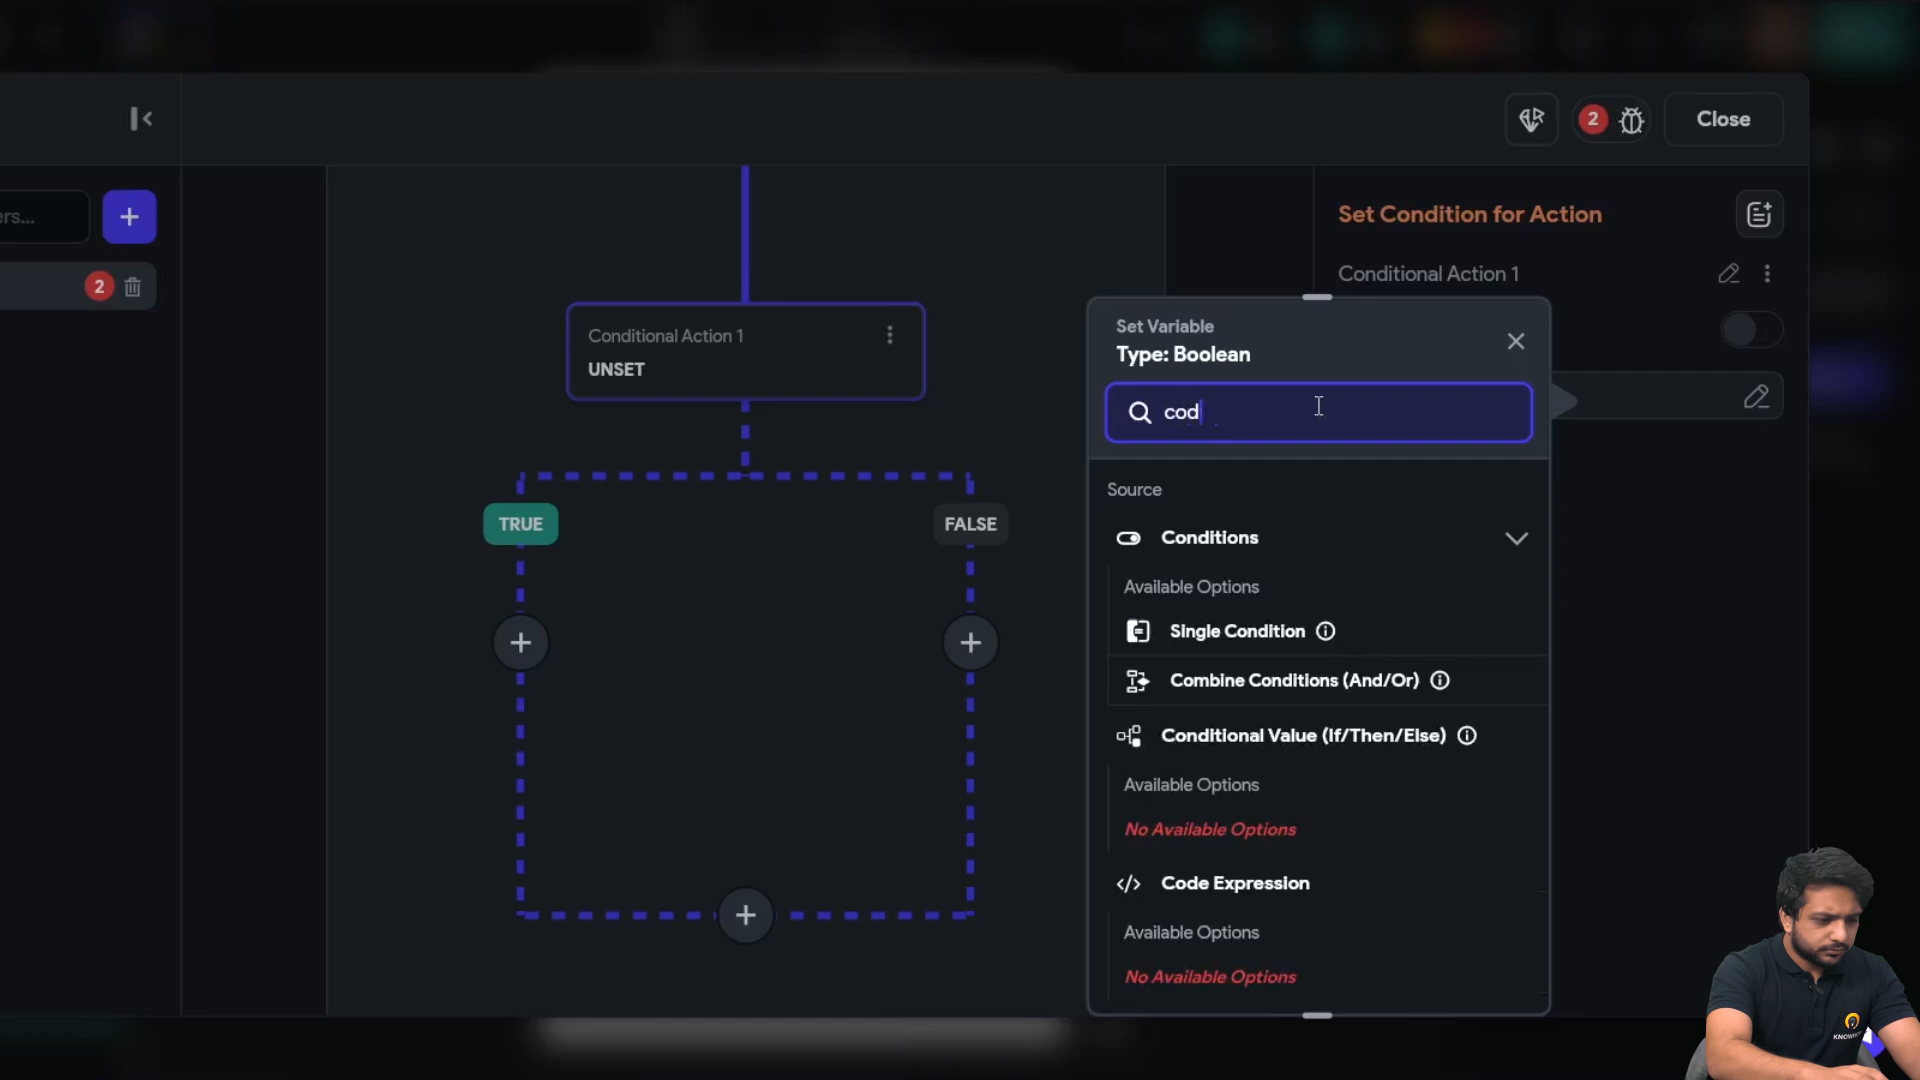 2
Close
ers...
+
2
Set Condition for Action
Conditional Action 1
Conditional Action 1
UNSET
TRUE
FALSE
Set Variable
Type: Boolean
cod
Source
Conditions
Available Options
Single Condition
Combine Conditions (And/Or)
Conditional Value (If/Then/Else)
Available Options
No Available Options
Code Expression
Available Options
No Available Options